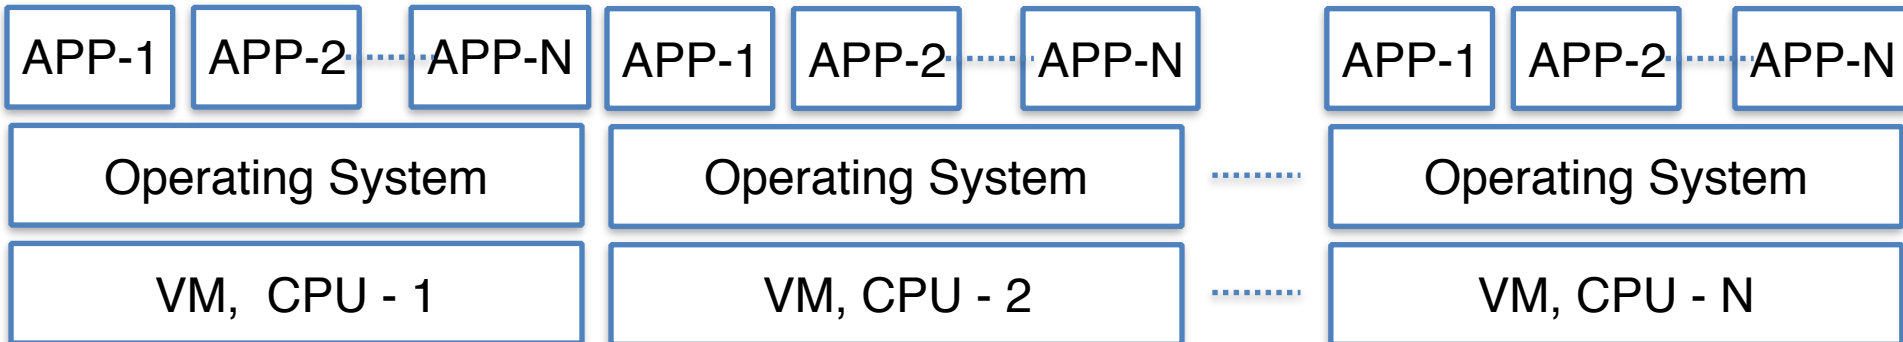 APP-1 APP-2 APP-N APP-1 APP-2 APP-N APP-1 APP-2 APP-N
Operating System Operating System Operating System
VM, CPU - 1 VM, CPU - 2 VM, CPU - N